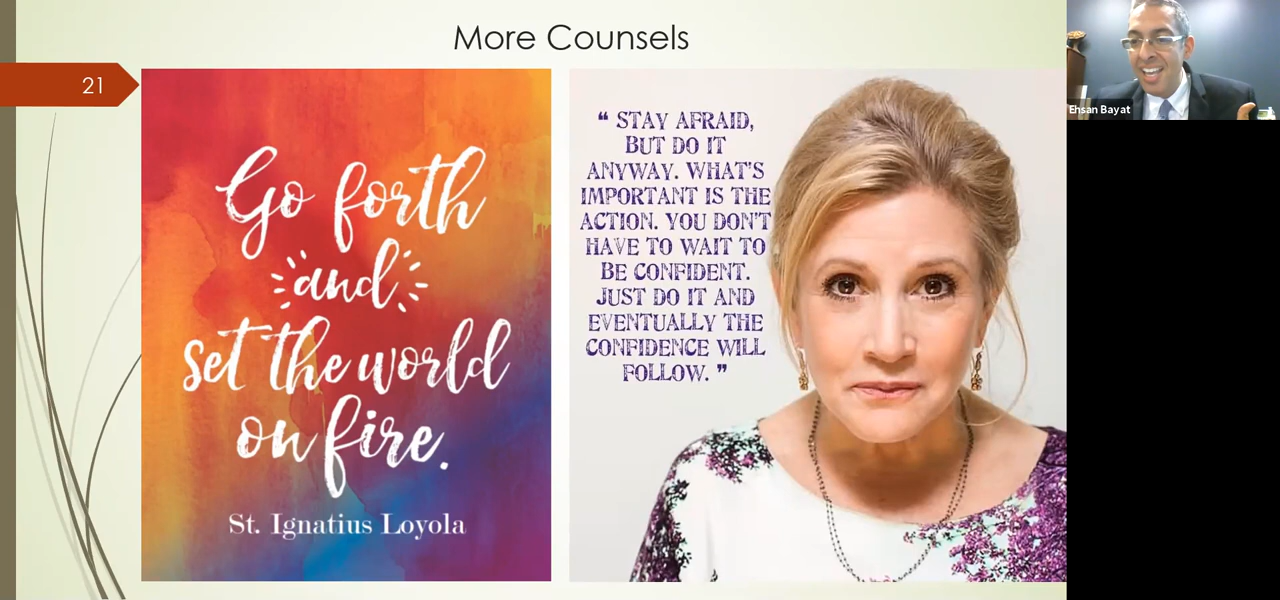 More Counsels
21
Go forth
and
set the world
on fire.
St. Ignatius Loyola
“ STAY AFRAID,
BUT DO IT
ANYWAY. WHAT'S
IMPORTANT IS THE
ACTION. YOU DON'T
HAVE TO WAIT TO
BE CONFIDENT.
JUST DO IT AND
EVENTUALLY THE
CONFIDENCE WILL
FOLLOW. ”
Ehsan Bayat